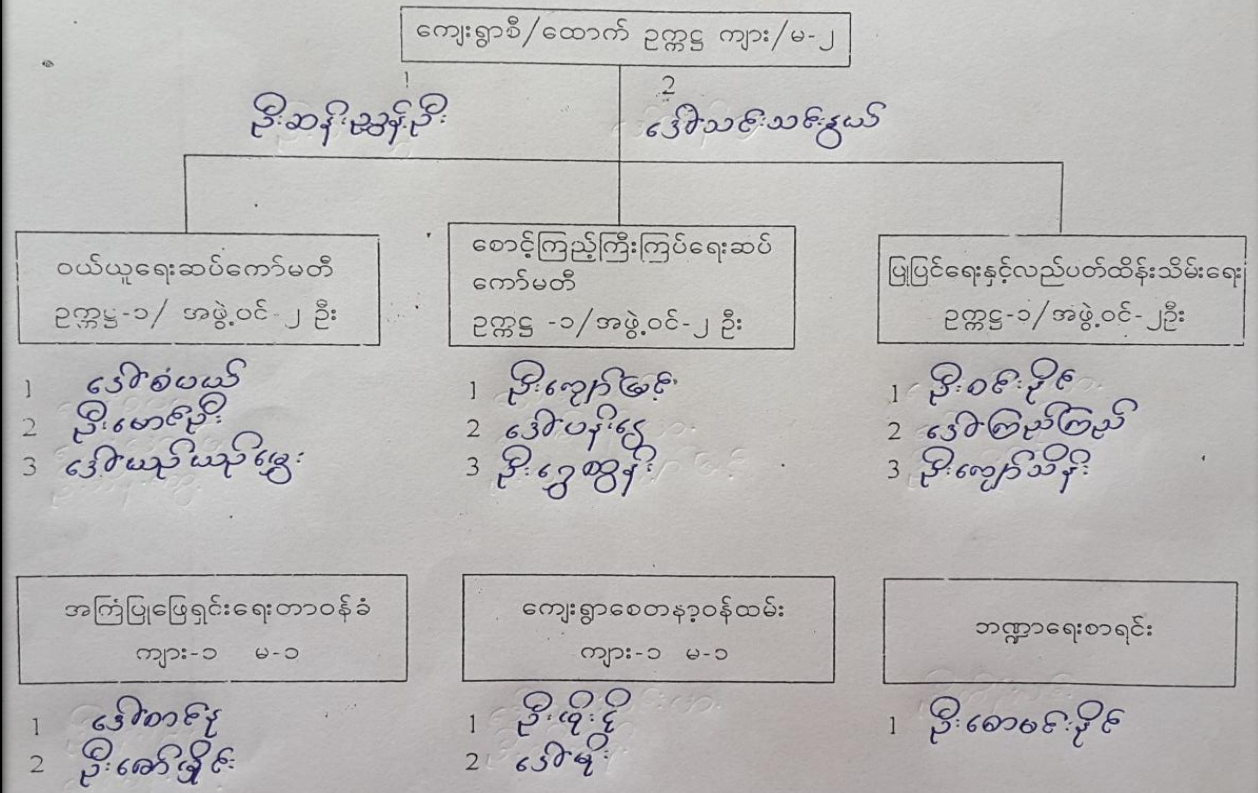 ကျေးရွာစီ/ထောက် ဥက္ကဋ္ဌ ကျား/မ-၂
1
2
ဦးဆန်းညွန့်ဦး
ဒေါ်သင်းသင်းနွယ်
ဝယ်ယူရေးဆပ်ကော်မတီ
ဥက္ကဋ္ဌ-၁/ အဖွဲ့ဝင်-၂ ဦး
1 ဒေါ်စံပယ်
2 ဦးမောင်ဦး
3 ဒေါ်ယဉ်ယဉ်မွှေး
စောင့်ကြည့်ကြီးကြပ်ရေးဆပ်
ကော်မတီ
ဥက္ကဋ္ဌ -၁/အဖွဲ့ဝင်-၂ ဦး
1 ဦးကျော်မြင့်
2 ဒေါ်ပန်းနွေ
3 ဦးရွှေထွန်း
ပြုပြင်ရေးနှင့်လည်ပတ်ထိန်းသိမ်းရေး
ဥက္ကဋ္ဌ-၁/အဖွဲ့ဝင်-၂ဦး
1 ဦးဝင်းနိုင်
2 ဒေါ်ကြည်ကြည်
3 ဦးကျော်သိန်း
အကြံပြုဖြေရှင်းရေးတာဝန်ခံ
ကျား-၁ မ-၁
1 ဒေါ်တင်နု
2 ဦးဇော်မှိုင်း
ကျေးရွာစေတနာ့ဝန်ထမ်း
ကျား-၁ မ-၁
1 ဦးဖိုးငို
2 ဒေါ်မိုး
ဘဏ္ဍာရေးစာရင်း
1 ဦးစောမင်းနိုင်